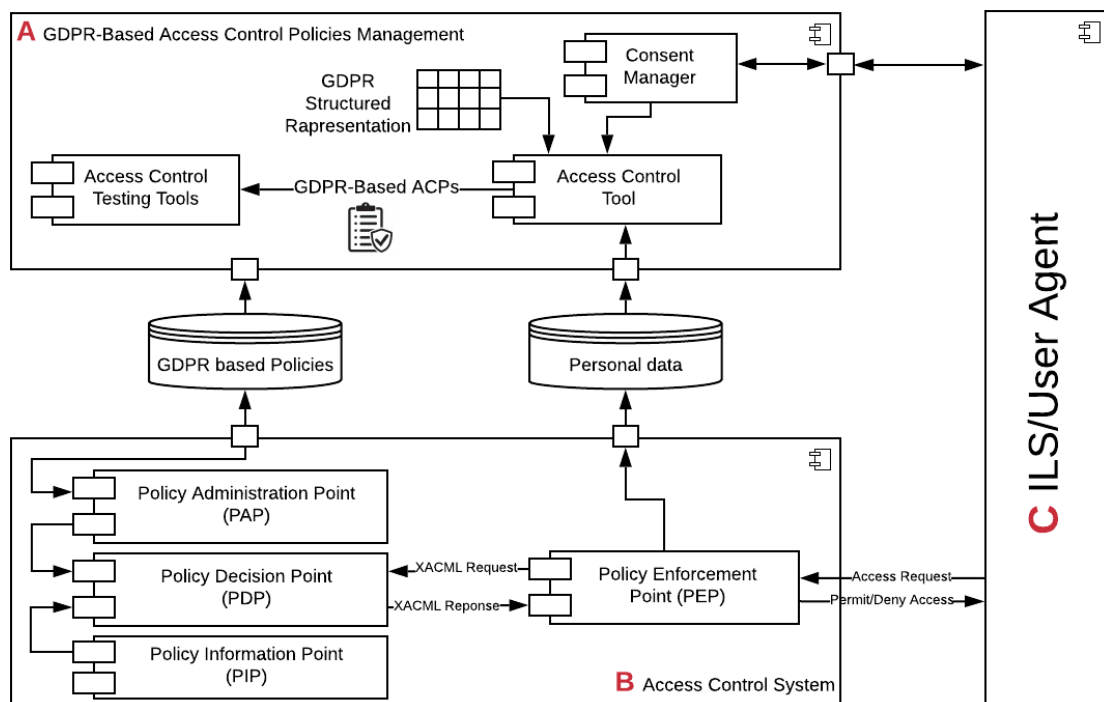 A GDPR-Based Access Control Policies Management
Consent
Manager
GDPR
Structured
Rapresentation
Access Control
Testing Tools
GDPR-Based ACPs
Access Control
Tool
GDPR based Policies
Personal data
Policy Administration Point
(PAP)
Policy Decision Point
(PDP)
Policy Information Point
(PIP)
XACML Request
XACML Reponse
Policy Enforcement
Point (PEP)
Access Request
Permit/Deny Access
B Access Control System
C ILS/User Agent